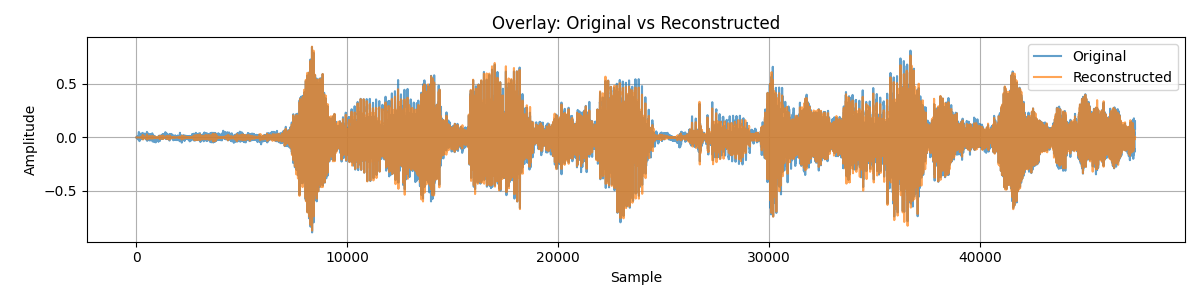 Overlay: Original vs Reconstructed
Original
Reconstructed
Amplitude
0.5
0.0
−0.5
0
10000
20000
30000
40000
Sample